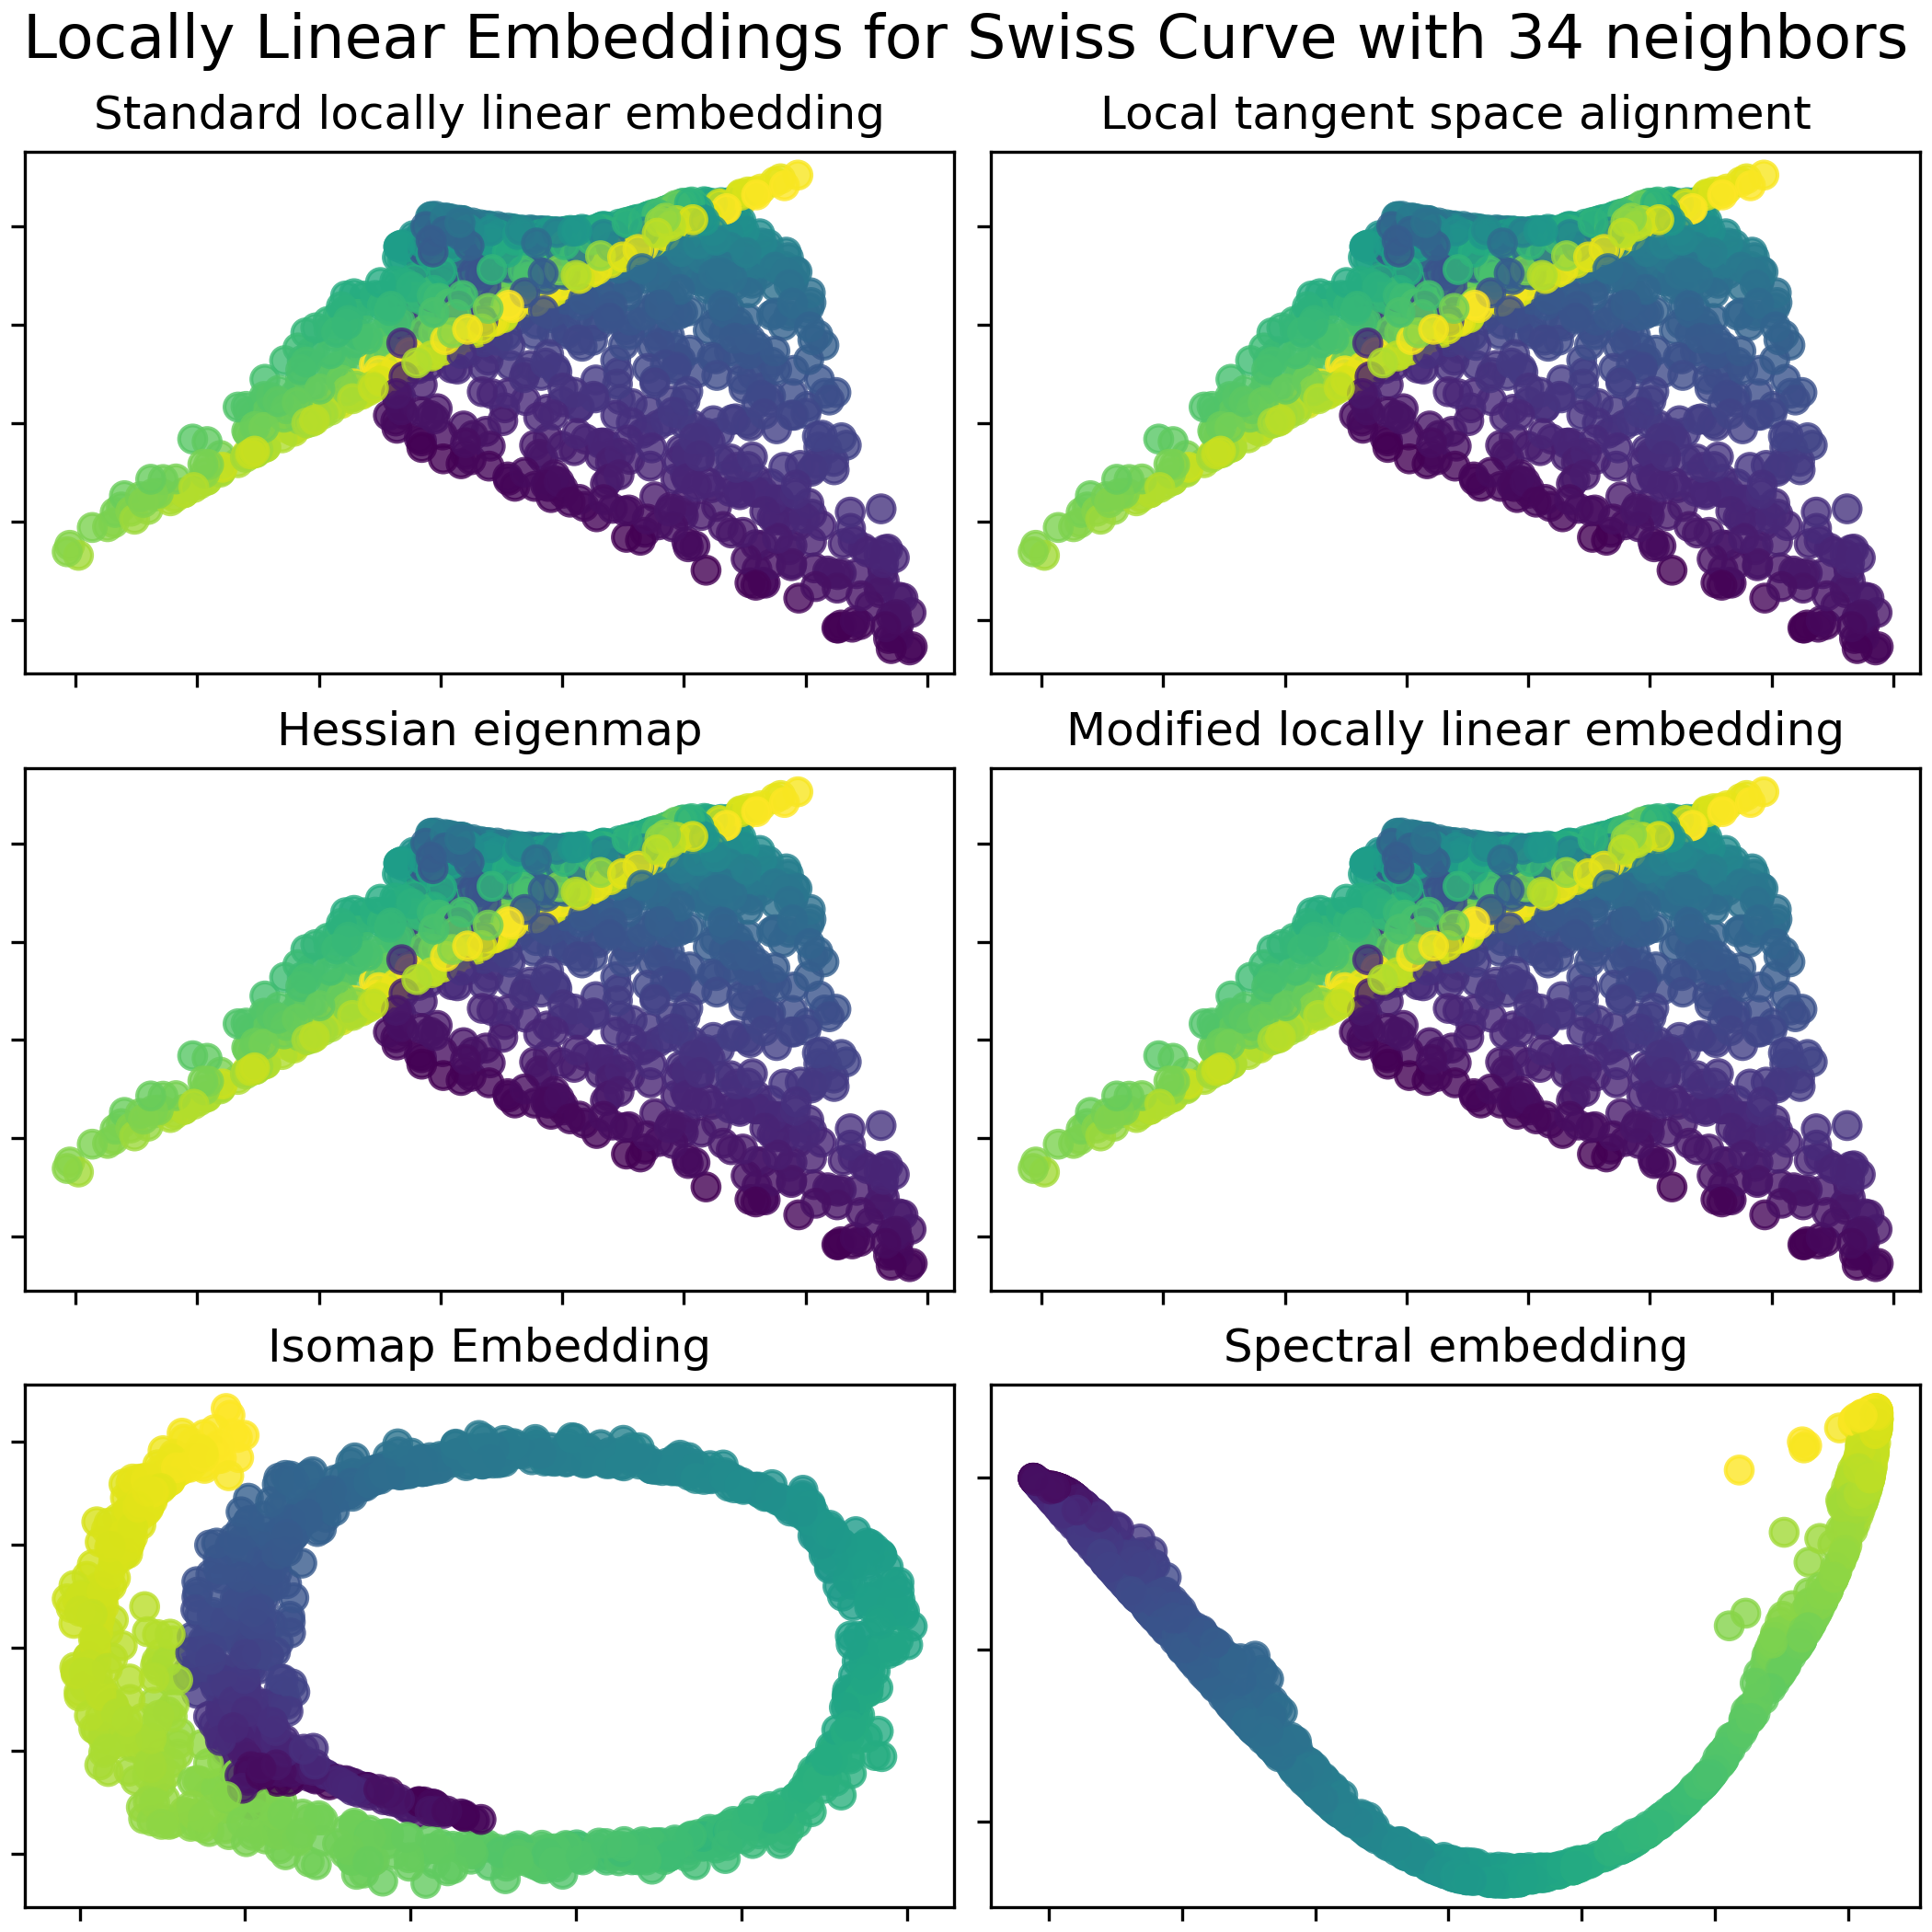 Locally Linear Embeddings for Swiss Curve with 34 neighbors
Standard locally linear embedding
Local tangent space alignment
Hessian eigenmap
Modified locally linear embedding
Isomap Embedding
Spectral embedding